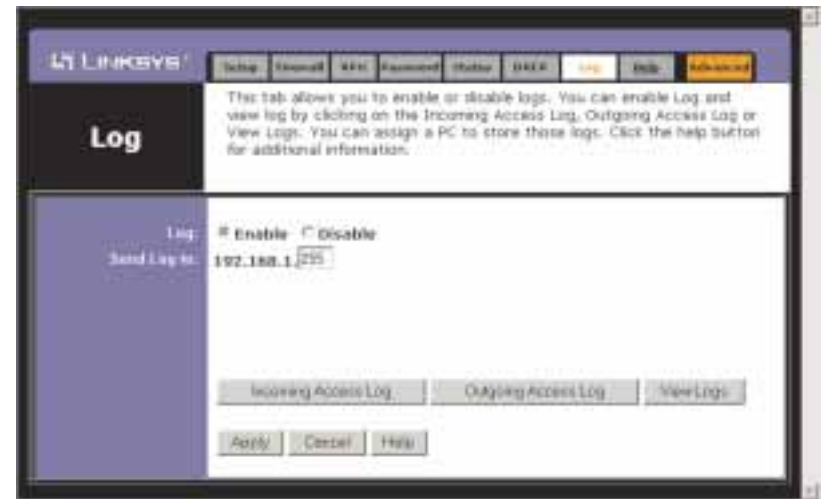 LINKSYS®
Setup Firewall VPN Password Status DHCP Log Help Advanced
Log
This tab allows you to enable or disable logs. You can enable Log and
view log by clicking on the Incoming Access Log, Outgoing Access Log or
View Logs. You can assign a PC to store those logs. Click the help button
for additional information.
Log: Enable Disable
Send Log to: 192.168.1.255
Incoming Access Log Outgoing Access Log View Logs
Apply Cancel Help